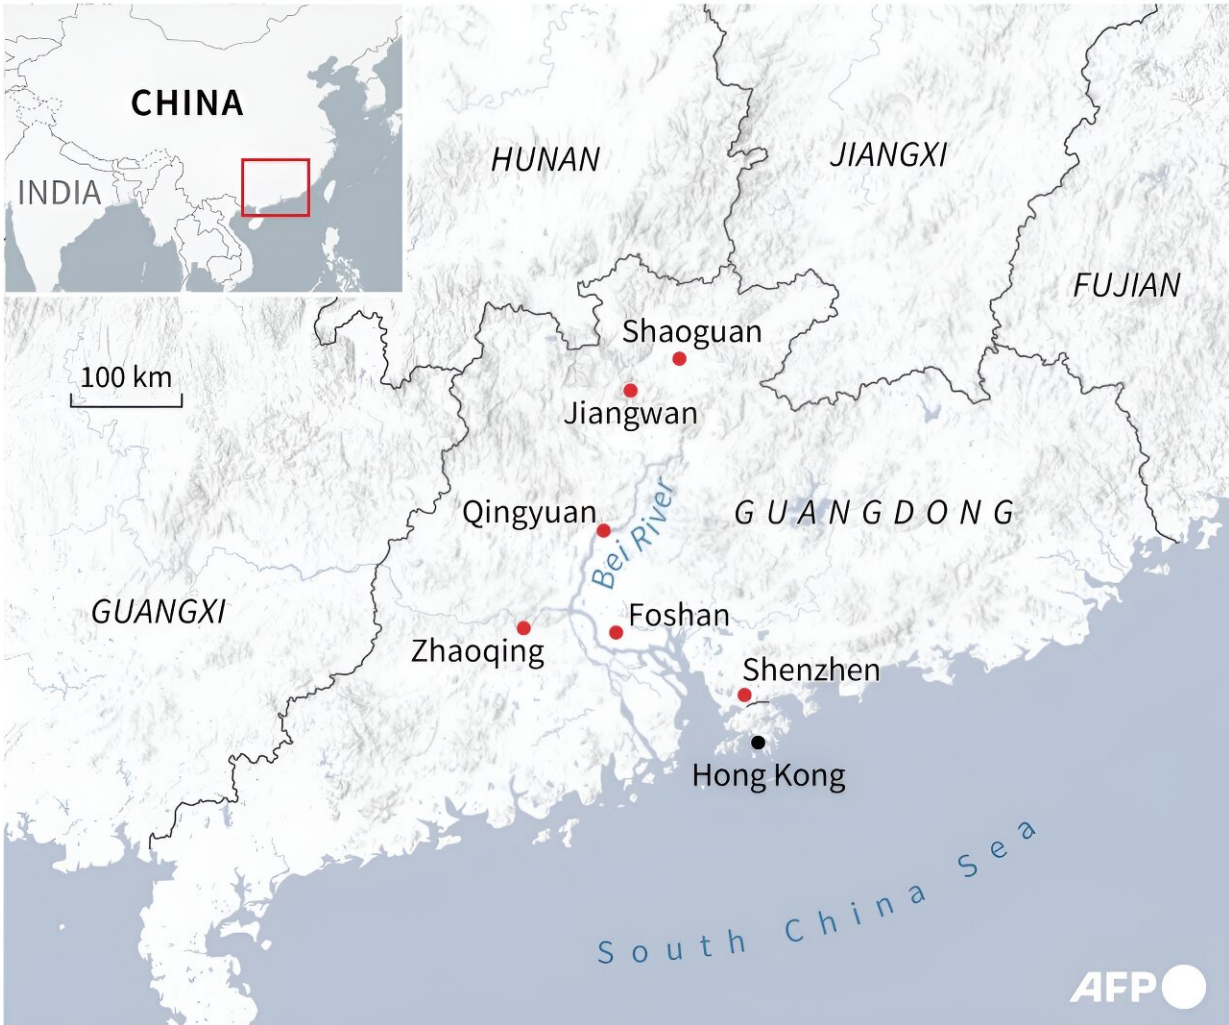 CHINA
INDIA
HUNAN
JIANGXI
FUJIAN
Shaoguan
100 km
Jiangwan
Qingyuan
Bei River
GUANGDONG
GUANGXI
Foshan
Zhaoqing
Shenzhen
Hong Kong
South China Sea
AFP